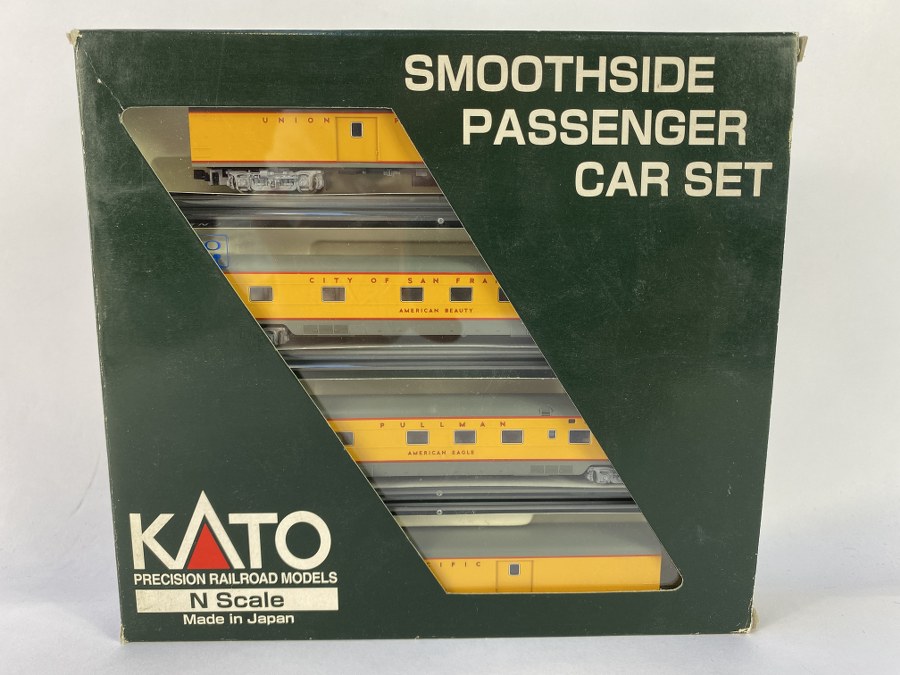 SMOOTHSIDE
PASSENGER
CAR SET
UNION
CITY OF SAN FRA
AMERICAN BEAUTY
PULLMAN
AMERICAN EAGLE
IFIC
KATO
PRECISION RAILROAD MODELS
N Scale
Made in Japan